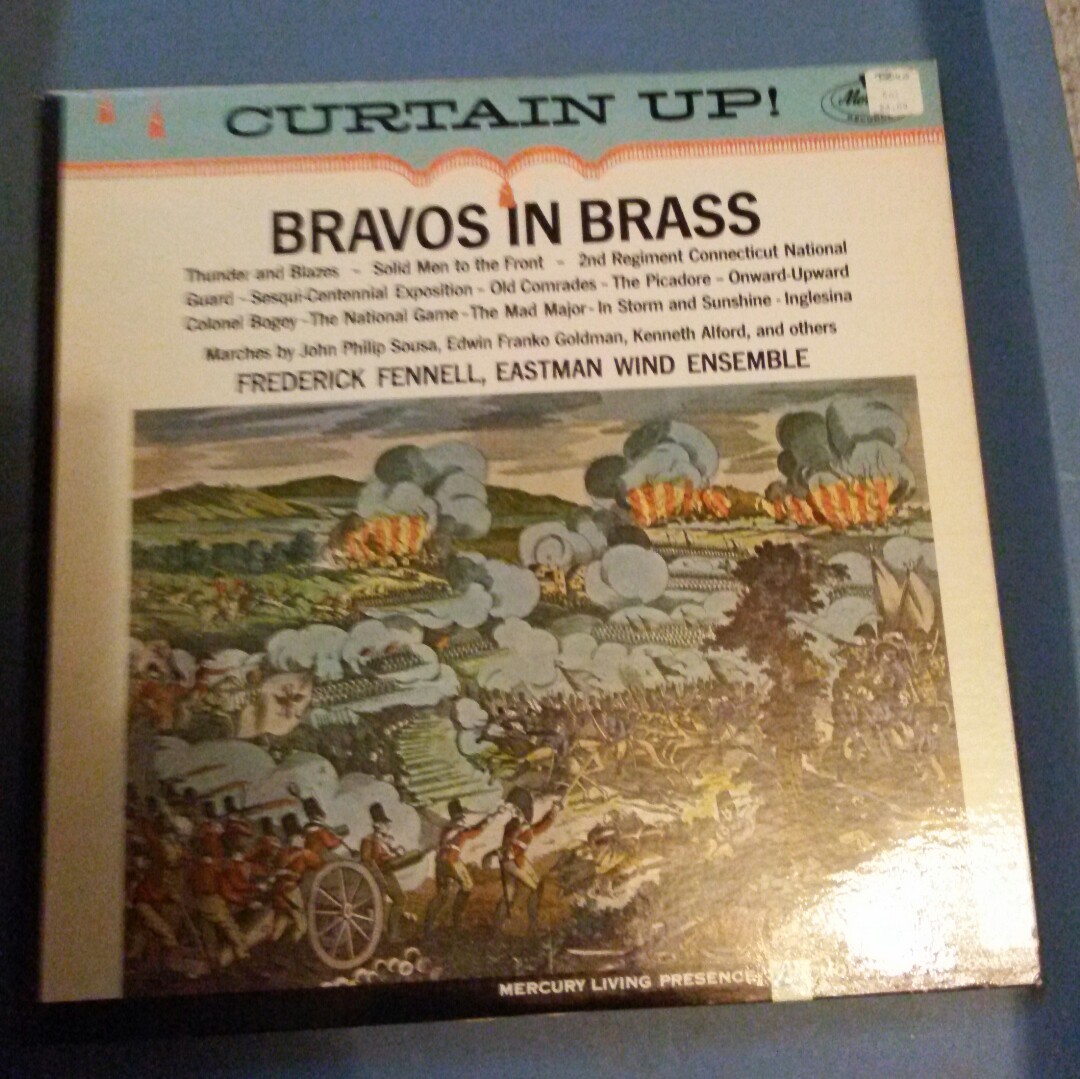 CURTAIN UP!
BRAVOS IN BRASS
Thunder and Blazes - Solid Men to the Front - 2nd Regiment Connecticut National
Guard - Sesqui-Centennial Exposition - Old Comrades - The Picadore - Onward-Upward
Colonel Bogey - The National Game - The Mad Major - In Storm and Sunshine - Inglesina
Marches by John Philip Sousa, Edwin Franko Goldman, Kenneth Alford, and others
FREDERICK FENNELL, EASTMAN WIND ENSEMBLE
MERCURY LIVING PRESENCE